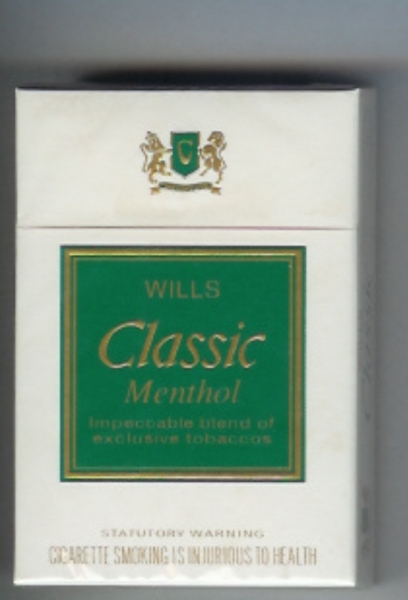 C
WILLS
Classic
Menthol
Impeccable blend of
exclusive tobaccos
STATUTORY WARNING
CIGARETTE SMOKING IS INJURIOUS TO HEALTH